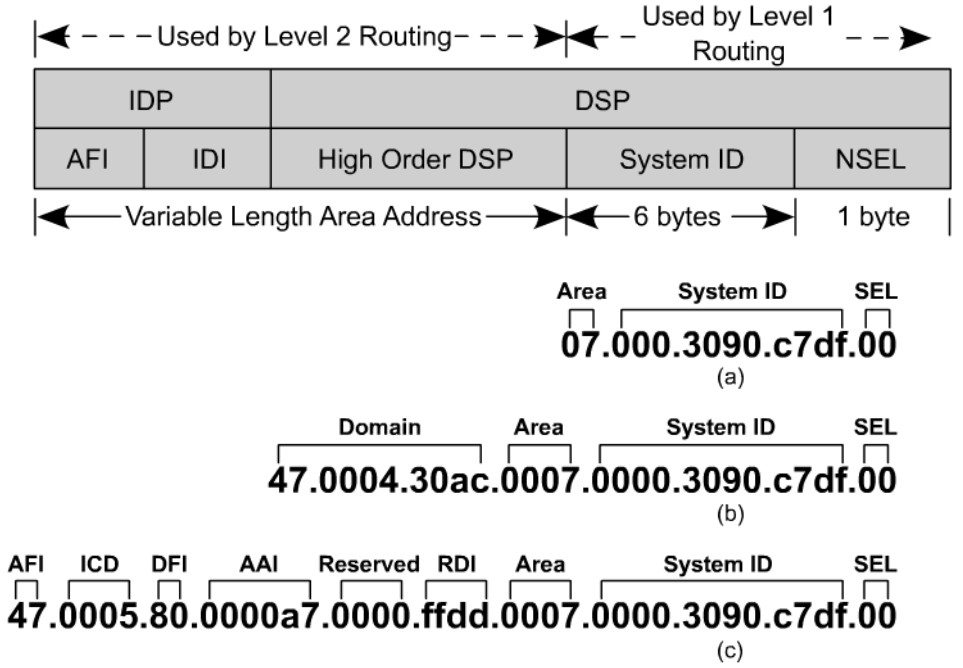 Used by Level 2 Routing
Used by Level 1
Routing
IDP DSP
AFI IDI High Order DSP System ID NSEL
Variable Length Area Address 6 bytes 1 byte
Area System ID SEL
07.000.3090.c7df.00
(a)
Domain Area System ID SEL
47.0004.30ac.0007.0000.3090.c7df.00
(b)
AFI ICD DFI AAI Reserved RDI Area System ID SEL
47.0005.80.0000a7.0000.ffdd.0007.0000.3090.c7df.00
(c)